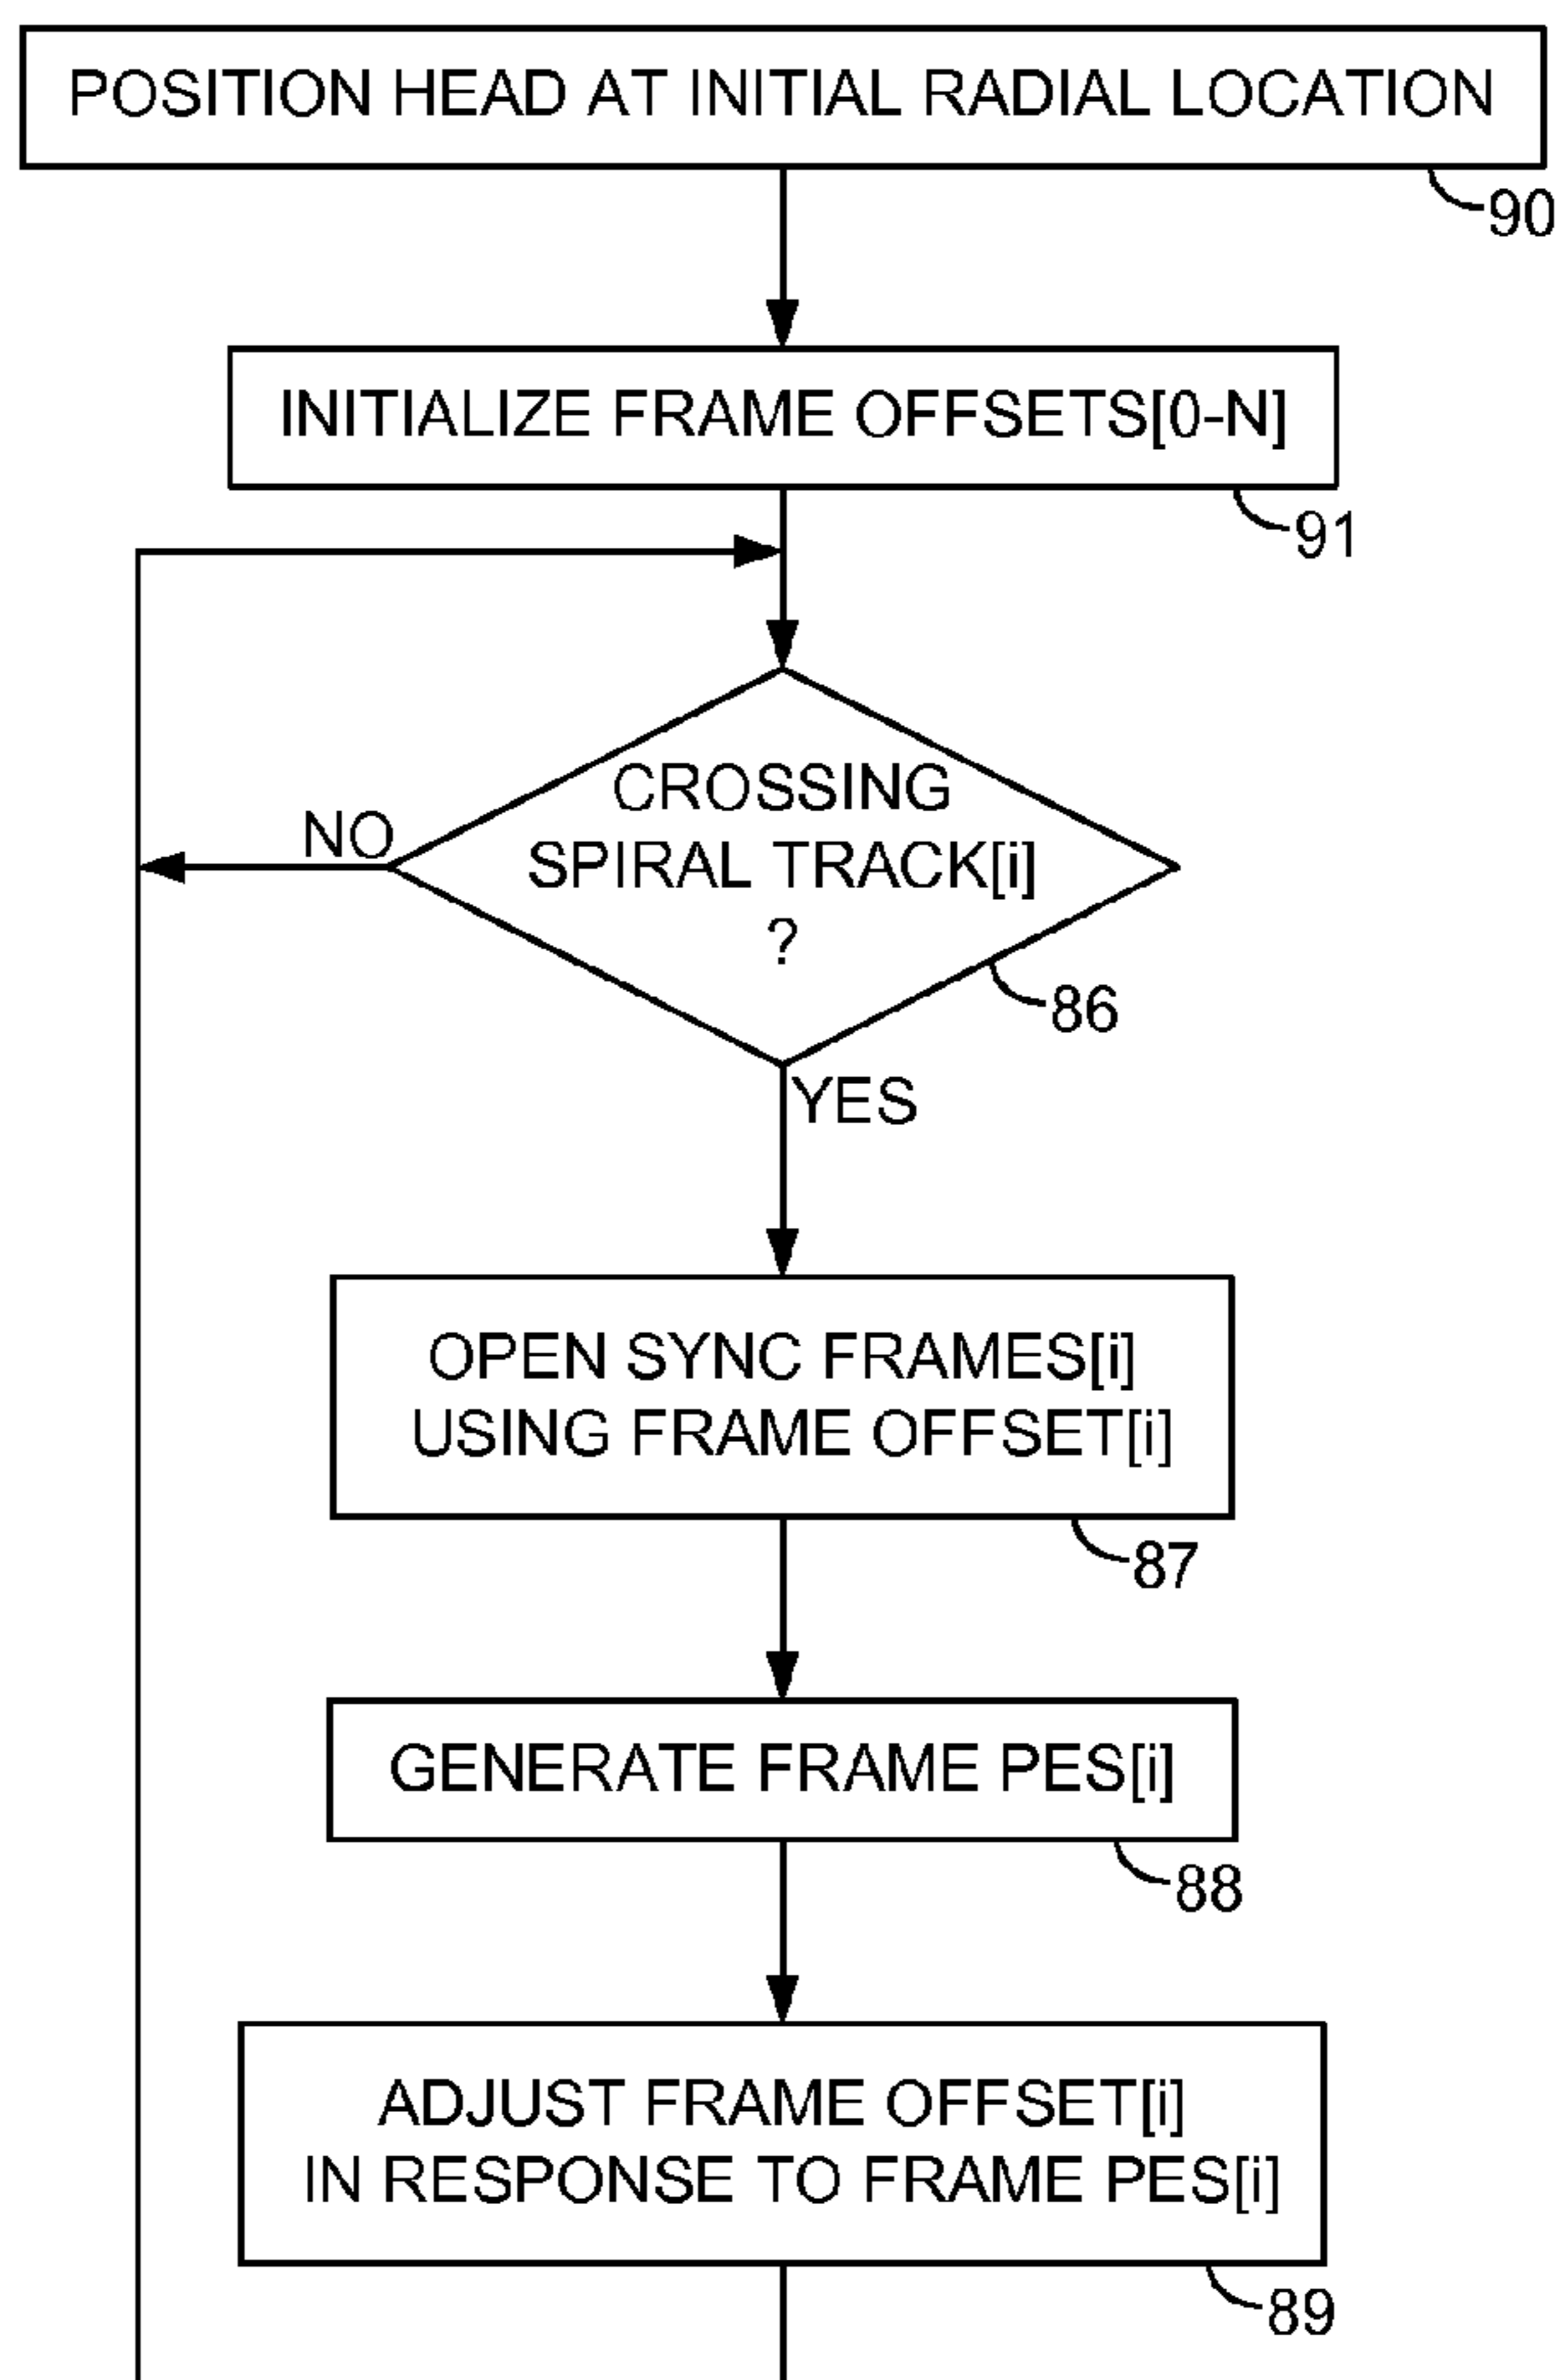 POSITION HEAD AT INITIAL RADIAL LOCATION
90
INITIALIZE FRAME OFFSETS[0-N]
91
CROSSING
SPIRAL TRACK[i]
?
86
NO
YES
OPEN SYNC FRAMES[i]
USING FRAME OFFSET[i]
87
GENERATE FRAME PES[i]
88
ADJUST FRAME OFFSET[i]
IN RESPONSE TO FRAME PES[i]
89